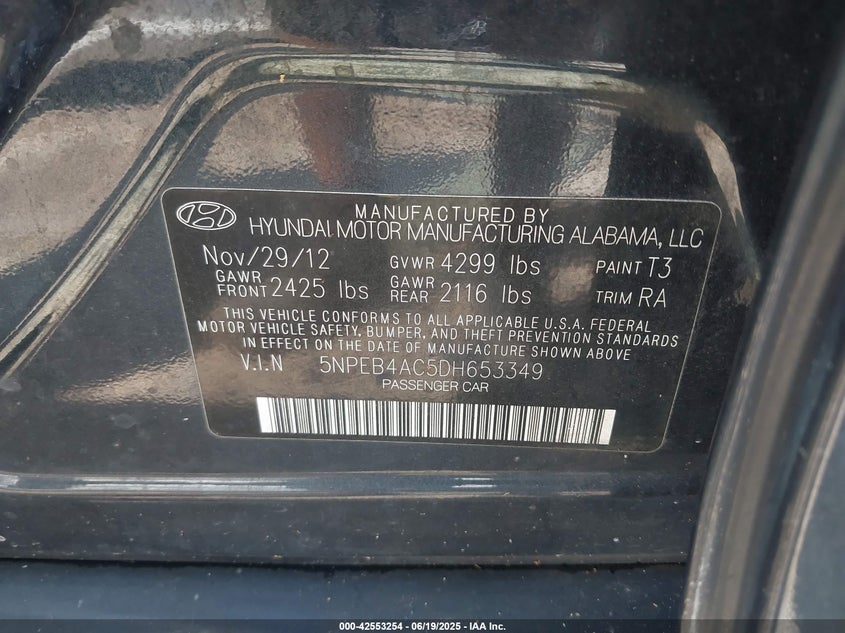 MANUFACTURED BY
HYUNDAI MOTOR MANUFACTURING ALABAMA, LLC
Nov/29/12 GVWR 4299 lbs PAINT T3
GAWR FRONT 2425 lbs GAWR REAR 2116 lbs TRIM RA
THIS VEHICLE CONFORMS TO ALL APPLICABLE U.S.A. FEDERAL
MOTOR VEHICLE SAFETY, BUMPER, AND THEFT PREVENTION STANDARDS
IN EFFECT ON THE DATE OF MANUFACTURE SHOWN ABOVE
V.I.N 5NPEB4AC5DH653349
PASSENGER CAR
000-42553254 - 06/19/2025 - IAA Inc.